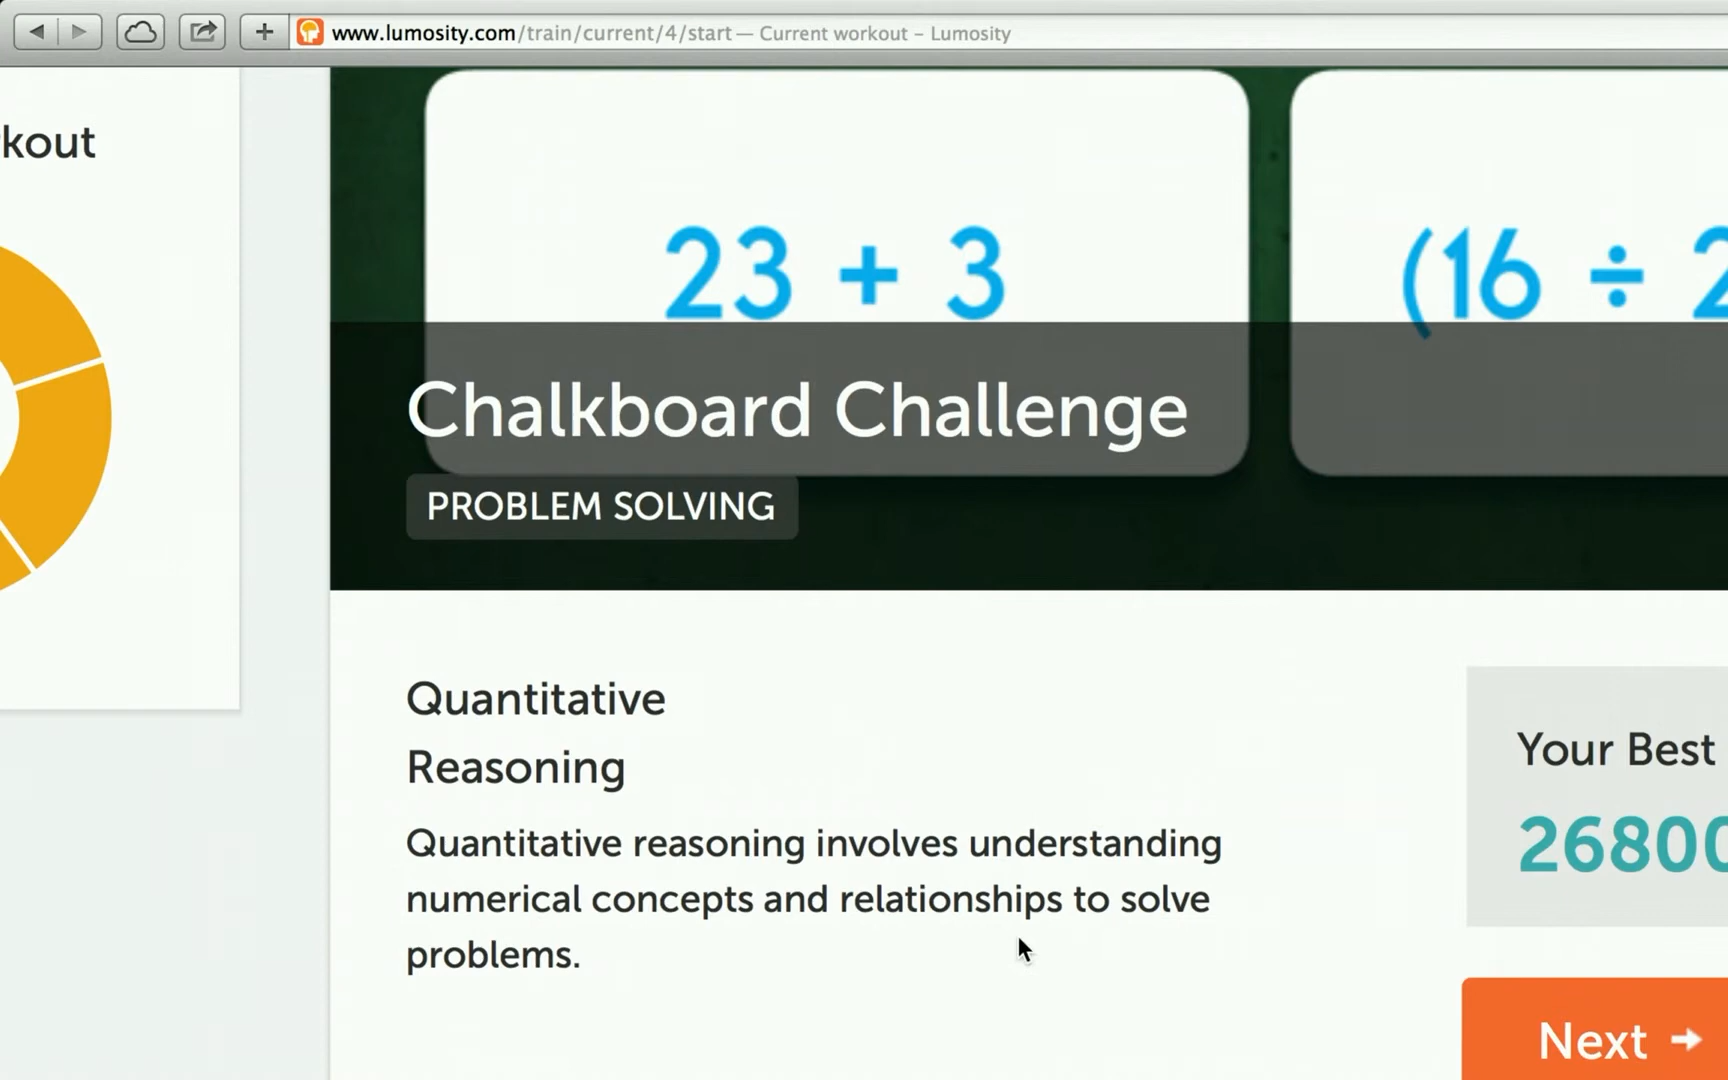 www.lumosity.com/train/current/4/start — Current workout – Lumosity
23 + 3
(16 ÷
Chalkboard Challenge
PROBLEM SOLVING
Quantitative
Reasoning
Quantitative reasoning involves understanding
numerical concepts and relationships to solve
problems.
Your Best
26800
Next